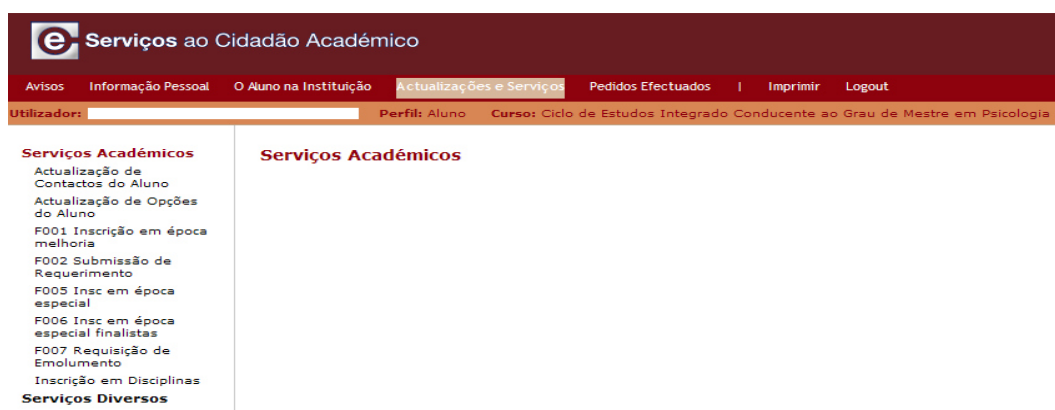 e Serviços ao Cidadão Académico
Avisos Informação Pessoal O Aluno na Instituição Actualizações e Serviços Pedidos Efectuados | Imprimir Logout
Utilizador: Perfil: Aluno Curso: Ciclo de Estudos Integrado Conducente ao Grau de Mestre em Psicologia
Serviços Académicos
Actualização de
Contactos do Aluno
Actualização de Opções
do Aluno
F001 Inscrição em época
melhoria
F002 Submissão de
Requerimento
F005 Insc em época
especial
F006 Insc em época
especial finalistas
F007 Requisição de
Emolumento
Inscrição em Disciplinas
Serviços Diversos
Serviços Académicos